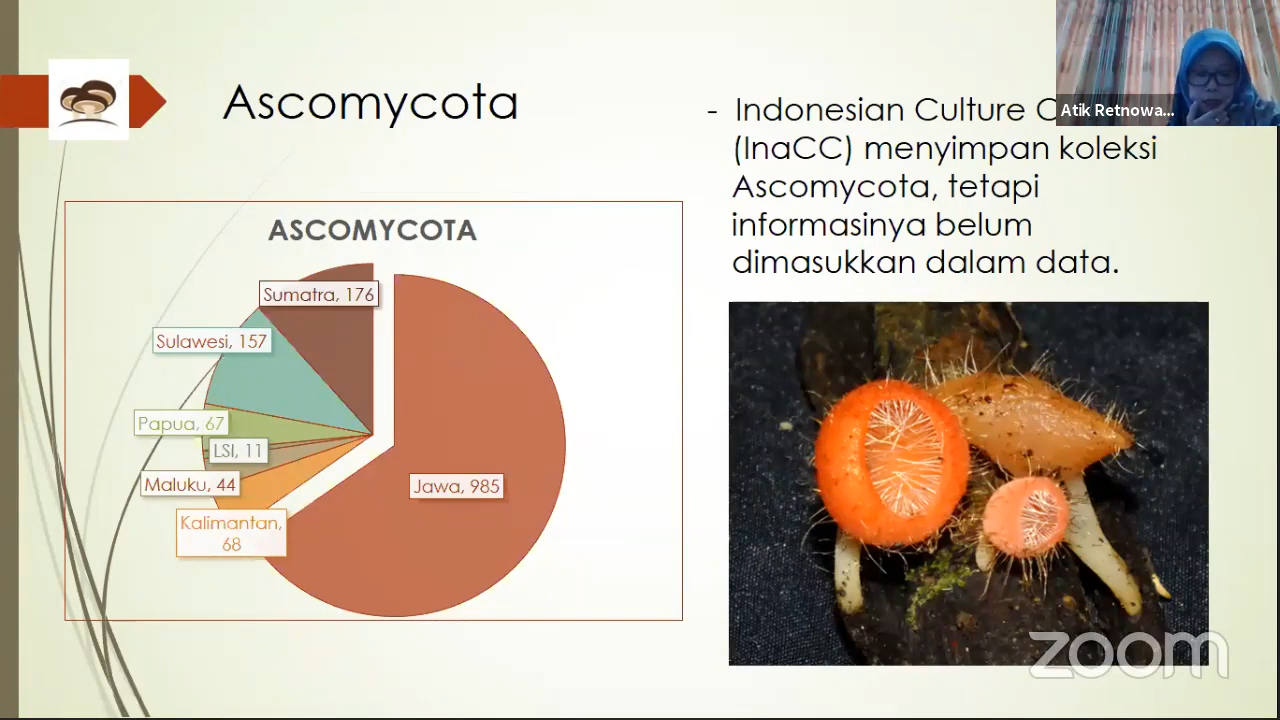 Ascomycota
ASCOMYCOTA
Sumatra, 176
Sulawesi, 157
Papua, 67
LSI, 11
Maluku, 44
Kalimantan,
68
Jawa, 985
- Indonesian Culture C
(InaCC) menyimpan koleksi
Ascomycota, tetapi
informasinya belum
dimasukkan dalam data.
Atik Retnowa...
zoom